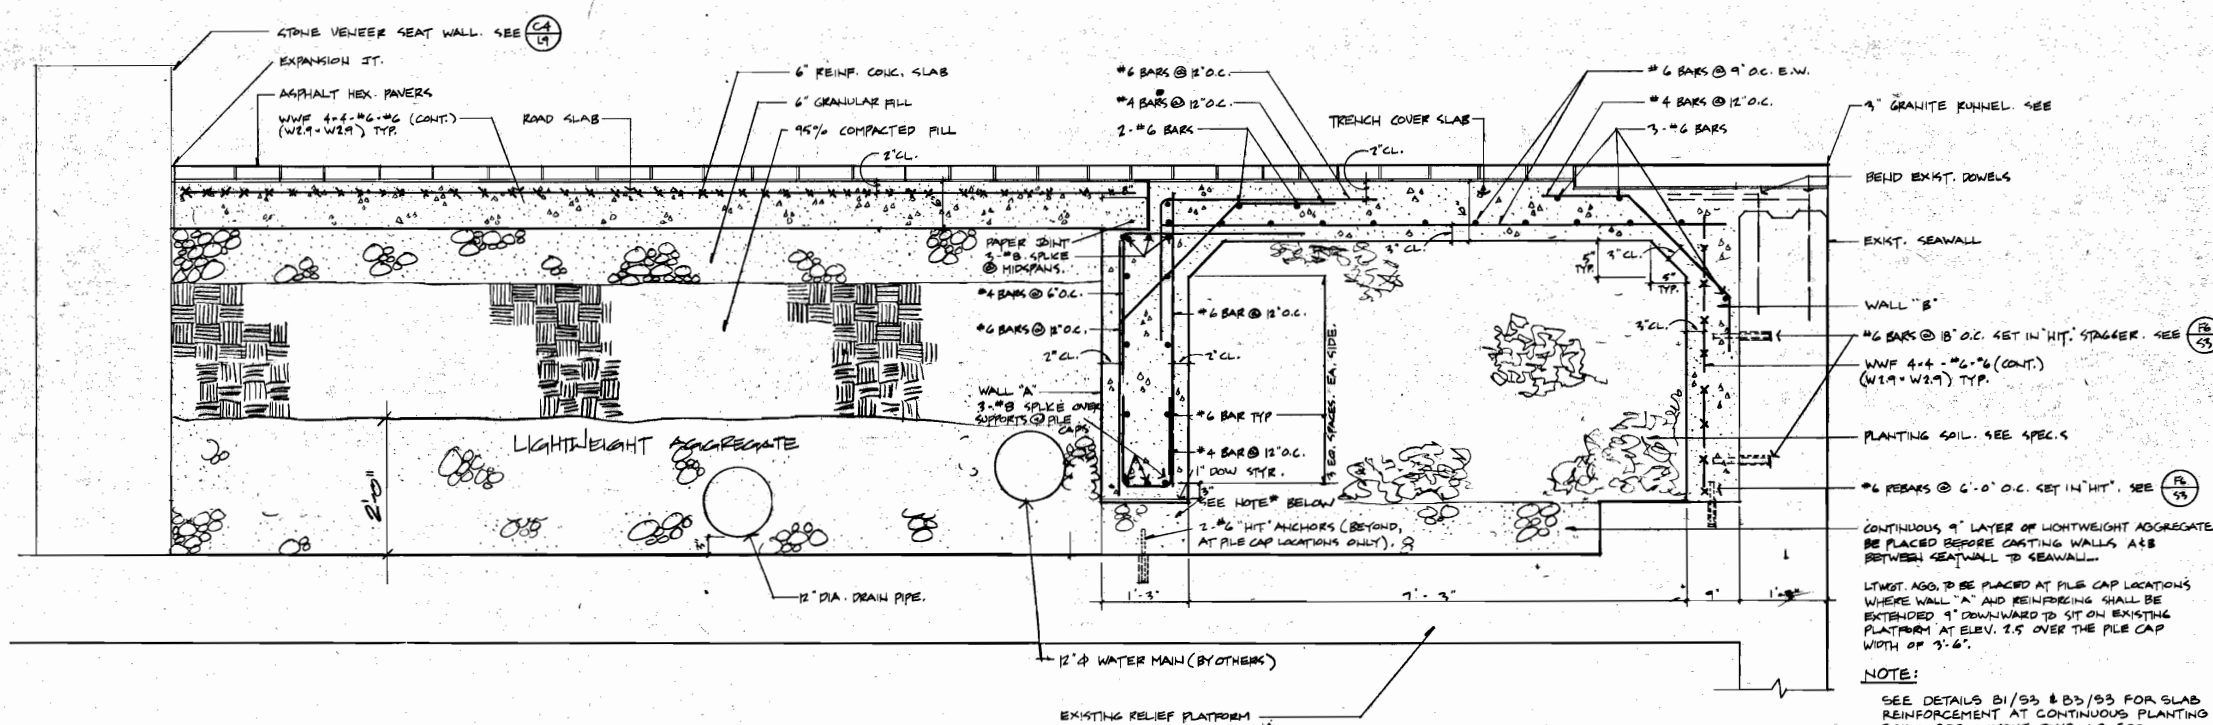 STONE VENEER SEAT WALL. SEE C4/L9
EXPANSION JT.
ASPHALT HEX. PAVERS
WWF 4×4-#6×#6 (CONT.)
(W2.9×W2.9) TYP.
ROAD SLAB
6" REINF. CONC. SLAB
6" GRANULAR FILL
95% COMPACTED FILL
2"CL.
#6 BARS @ 12"O.C.
#4 BARS @ 12"O.C.
2-#6 BARS
TRENCH COVER SLAB
2"CL.
#6 BARS @ 9"O.C. E.W.
#4 BARS @ 12"O.C.
3-#6 BARS
3" GRANITE RUNNEL. SEE
BEND EXIST. DOWELS
EXIST. SEAWALL
WALL "B"
#6 BARS @ 18"O.C. SET IN "HIT". STAGGER. SEE F6/S3
WWF 4×4-#6×#6 (CONT.)
(W2.9×W2.9) TYP.
PLANTING SOIL. SEE SPEC.S
#6 REBARS @ 6'-0" O.C. SET IN "HIT". SEE F6/S3
CONTINUOUS 9" LAYER OF LIGHTWEIGHT AGGREGATE
BE PLACED BEFORE CASTING WALLS A&B
BETWEEN SEATWALL TO SEAWALL.
LTWGT. AGG. TO BE PLACED AT PILE CAP LOCATIONS
WHERE WALL "A" AND REINFORCING SHALL BE
EXTENDED 9" DOWNWARD TO SIT ON EXISTING
PLATFORM AT ELEV. 2.5 OVER THE PILE CAP
WIDTH OF 3'-6".
NOTE:
SEE DETAILS B1/S3 & B3/S3 FOR SLAB
REINFORCEMENT AT CONTINUOUS PLANTING
8"
PAPER JOINT
3-#8 SPLICE
@ MIDSPANS.
#4 BARS @ 6"O.C.
#6 BARS @ 12"O.C.
2"CL.
WALL "A"
3-#8 SPLICE OVER
SUPPORTS @ PILE
CAPS
#6 BAR @ 12"O.C.
2"CL.
#6 BAR TYP
#4 BAR @ 12"O.C.
1" DOW STYR.
3"
SEE NOTE* BELOW
2-#6 "HIT" ANCHORS (BEYOND,
AT PILE CAP LOCATIONS ONLY).
3 EQ. SPACES. EA. SIDE.
3"CL.
5"
TYP.
3"CL.
5"
TYP.
3"CL.
LIGHTWEIGHT AGGREGATE
2'-0"
12" DIA. DRAIN PIPE.
1'-3"
7'-3"
9"
12"Φ WATER MAIN (BY OTHERS)
EXISTING RELIEF PLATFORM